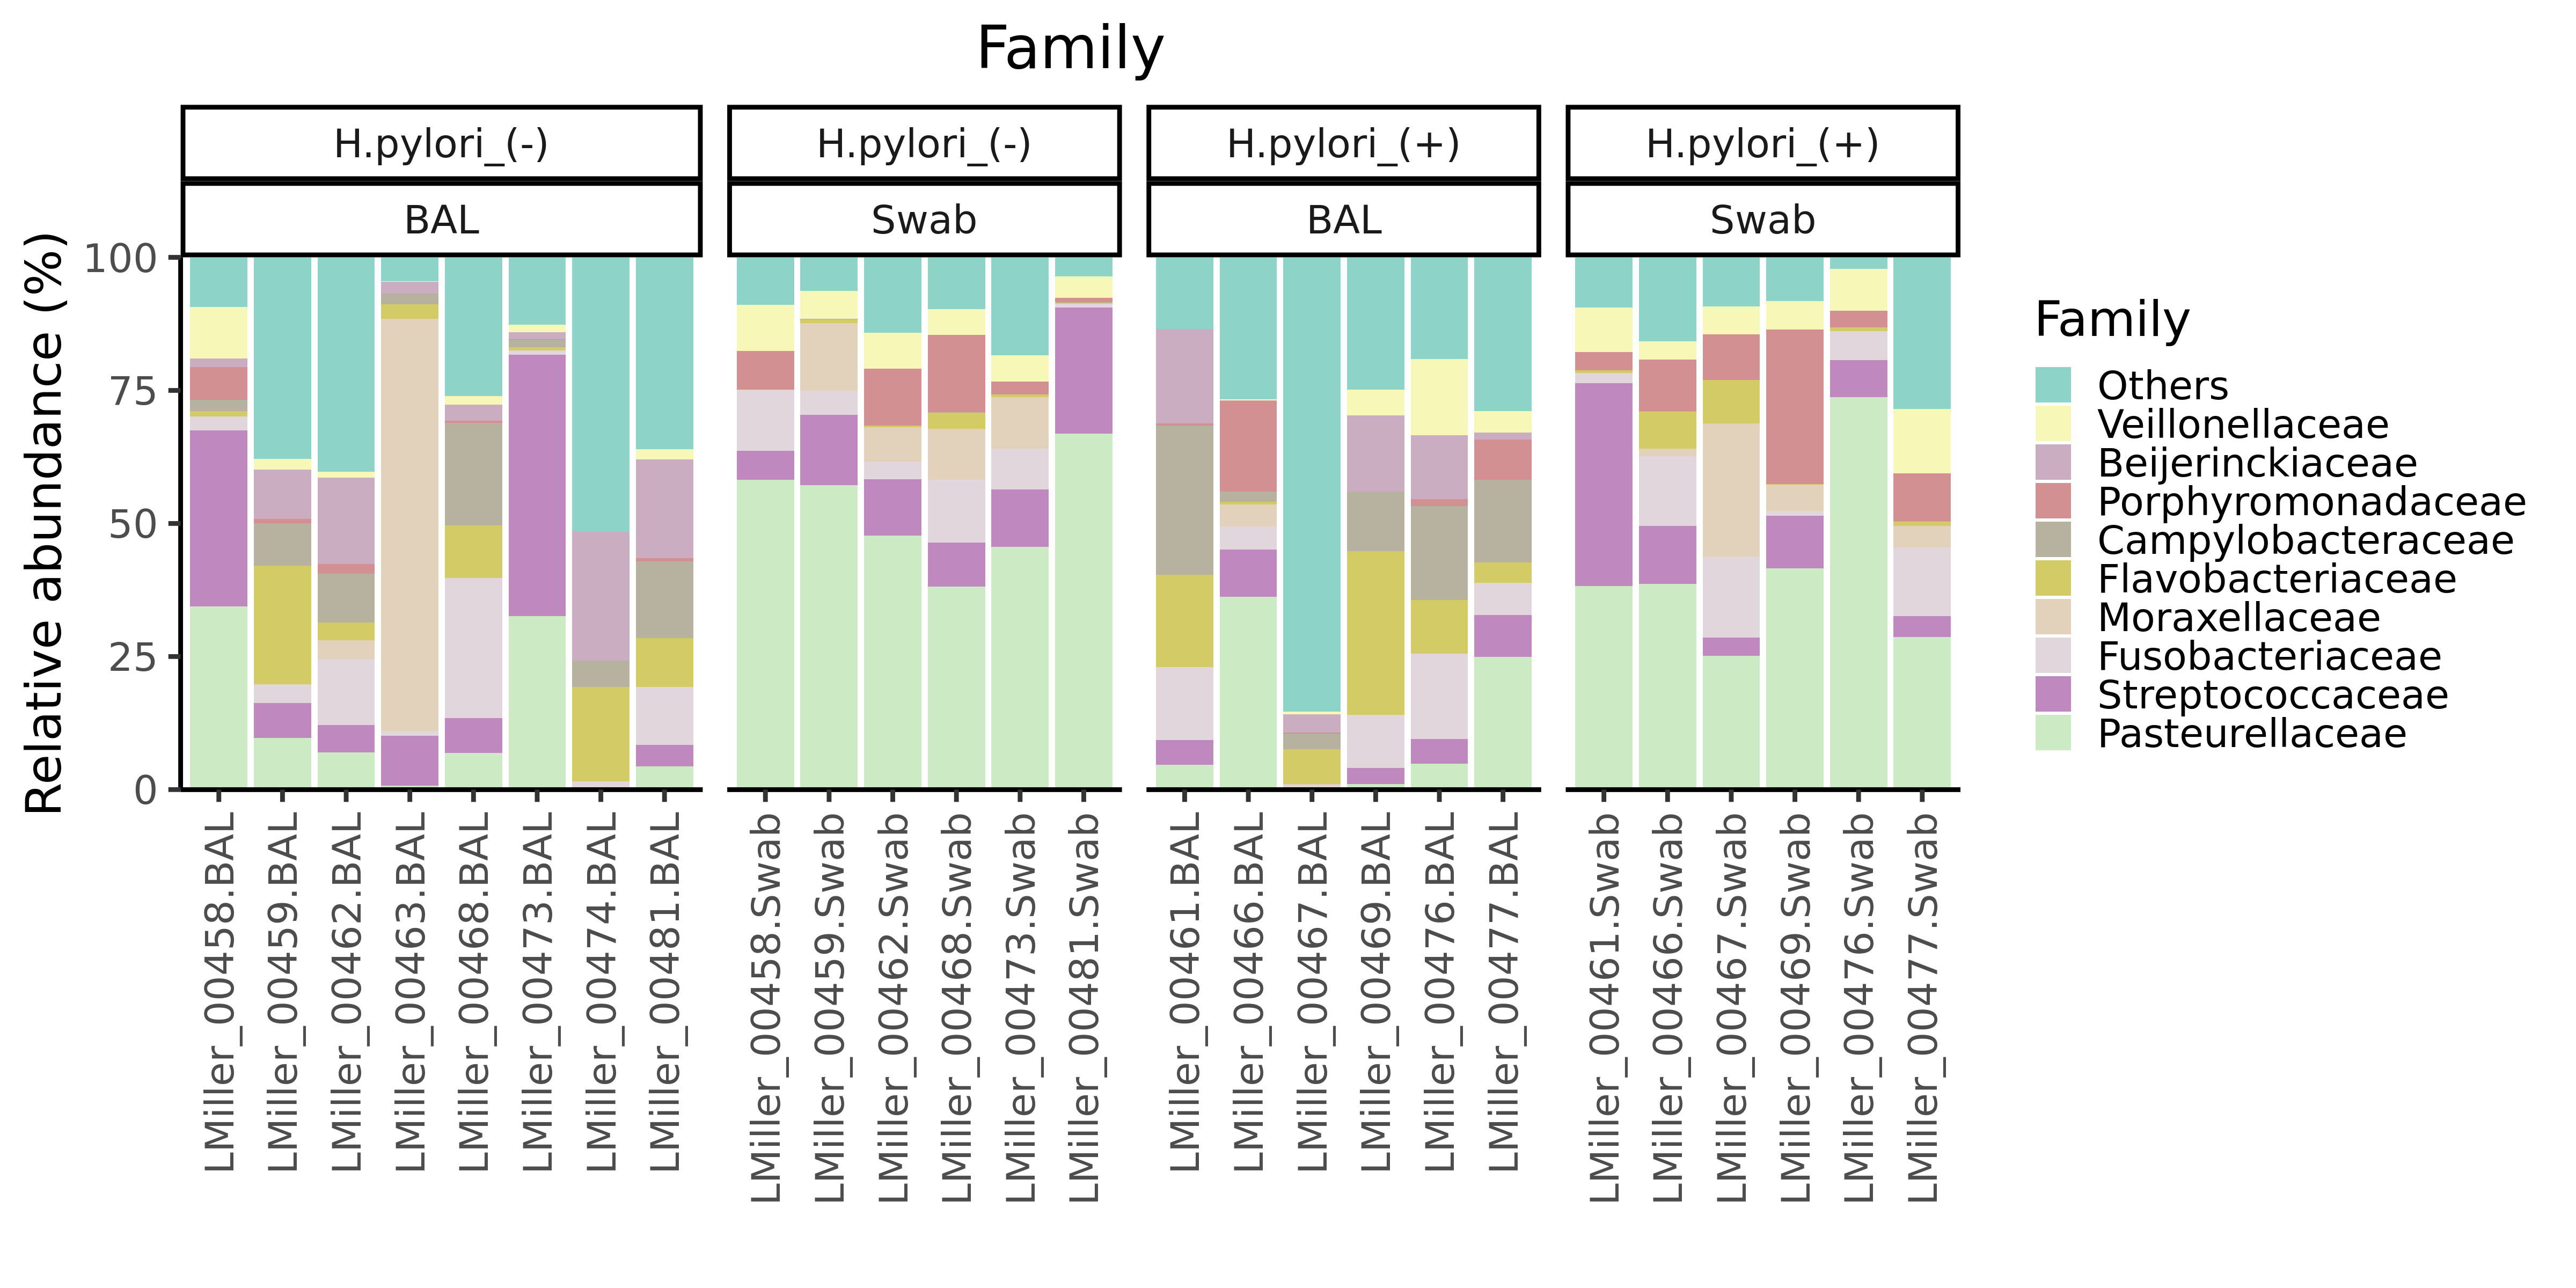 Family
H.pylori_(-)
H.pylori_(-)
H.pylori_(+)
H.pylori_(+)
BAL
Swab
BAL
Swab
Relative abundance (%)
100
75
50
25
0
LMiller_00458.BAL
LMiller_00459.BAL
LMiller_00462.BAL
LMiller_00463.BAL
LMiller_00468.BAL
LMiller_00473.BAL
LMiller_00474.BAL
LMiller_00481.BAL
LMiller_00458.Swab
LMiller_00459.Swab
LMiller_00462.Swab
LMiller_00468.Swab
LMiller_00473.Swab
LMiller_00481.Swab
LMiller_00461.BAL
LMiller_00466.BAL
LMiller_00467.BAL
LMiller_00469.BAL
LMiller_00476.BAL
LMiller_00477.BAL
LMiller_00461.Swab
LMiller_00466.Swab
LMiller_00467.Swab
LMiller_00469.Swab
LMiller_00476.Swab
LMiller_00477.Swab
Family
Others
Veillonellaceae
Beijerinckiaceae
Porphyromonadaceae
Campylobacteraceae
Flavobacteriaceae
Moraxellaceae
Fusobacteriaceae
Streptococcaceae
Pasteurellaceae